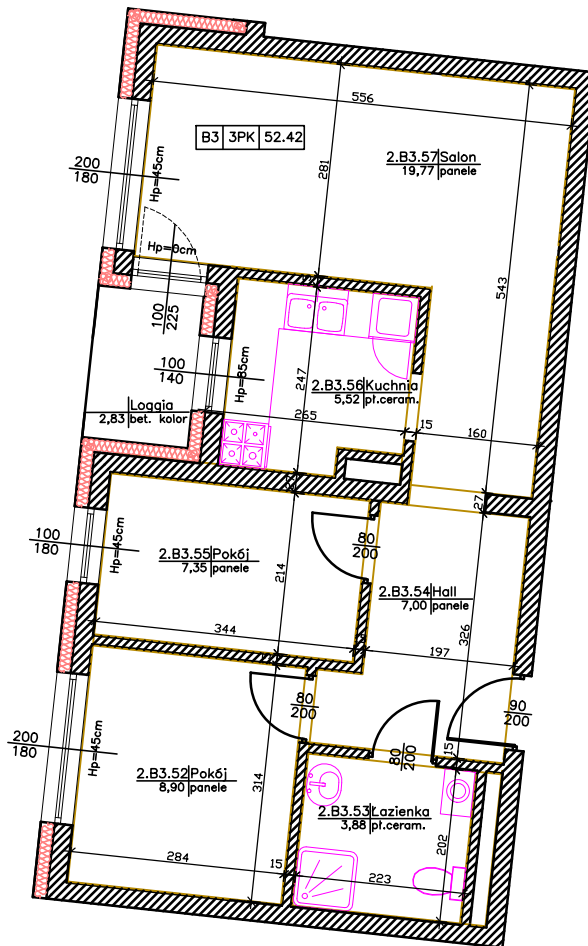 556
B3 3PK 52.42
2.B3.57 Salon
19,77 panele
281
543
200
180
Hp=45cm
Hp=0cm
100
225
100
140
Hp=85cm
247
2.B3.56 Kuchnia
5,52 pł.ceram.
265
15
160
Loggia
2,83 bet. kolor
27
100
180
Hp=45cm
2.B3.55 Pokój
7,35 panele
214
80
200
2.B3.54 Hall
7,00 panele
326
344
197
80
200
90
200
200
180
Hp=45cm
2.B3.52 Pokój
8,90 panele
314
80
200
15
2.B3.53 Łazienka
3,88 pł.ceram.
202
284
15
223